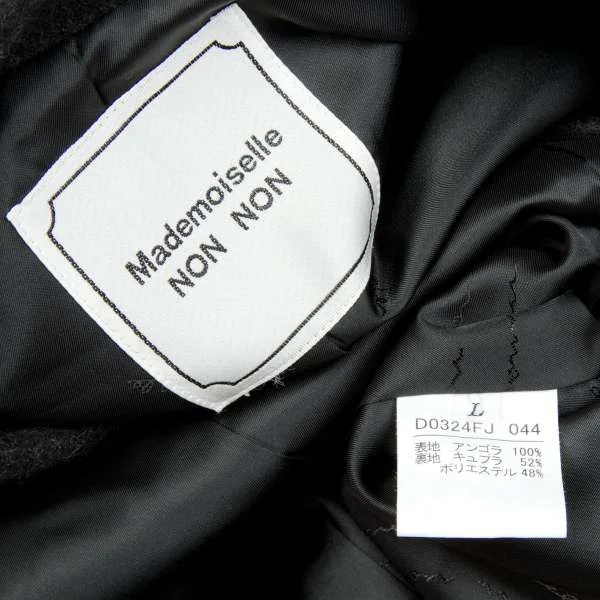 Mademoiselle
NON NON
L
D0324FJ 044
表地 アンゴラ 100%
裏地 キュプラ 52%
ポリエステル 48%